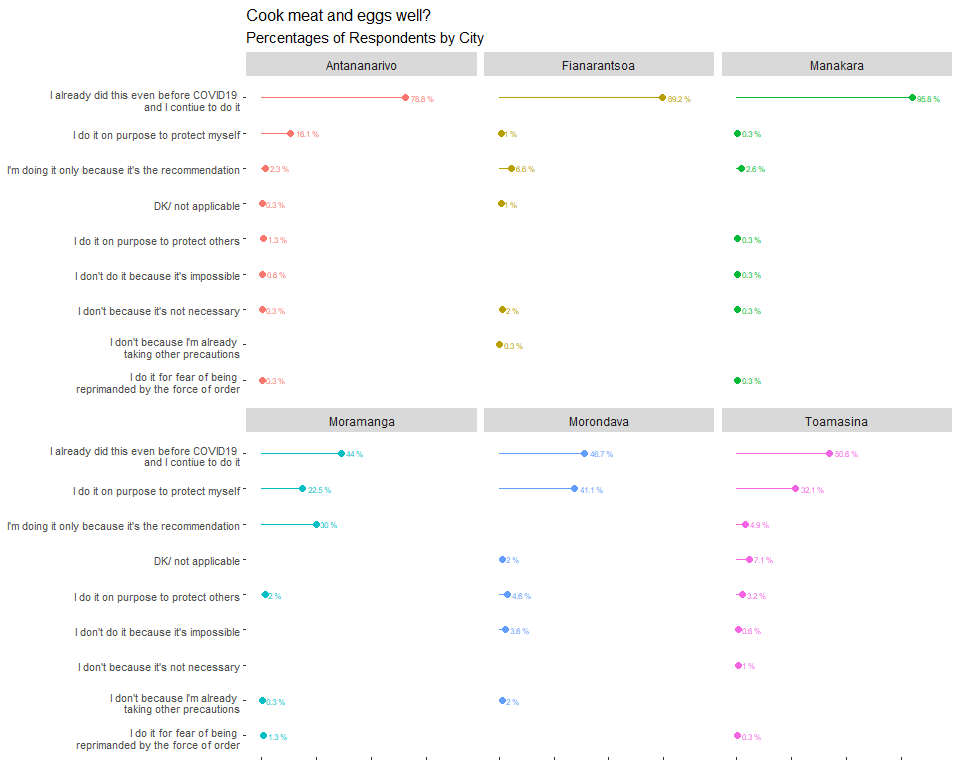 Cook meat and eggs well?
Percentages of Respondents by City
Antananarivo
Fianarantsoa
Manakara
I already did this even before COVID19
and I contiue to do it
78.8 %
89.2 %
95.8 %
I do it on purpose to protect myself
16.1 %
1 %
0.3 %
I'm doing it only because it's the recommendation
2.3 %
6.6 %
2.6 %
DK/ not applicable
0.3 %
1 %
I do it on purpose to protect others
1.3 %
0.3 %
I don't do it because it's impossible
0.6 %
0.3 %
I don't because it's not necessary
0.3 %
2 %
0.3 %
I don't because I'm already
taking other precautions
0.3 %
I do it for fear of being
reprimanded by the force of order
0.3 %
0.3 %
Moramanga
Morondava
Toamasina
I already did this even before COVID19
and I contiue to do it
44 %
46.7 %
50.6 %
I do it on purpose to protect myself
22.5 %
41.1 %
32.1 %
I'm doing it only because it's the recommendation
30 %
4.9 %
DK/ not applicable
2 %
7.1 %
I do it on purpose to protect others
2 %
4.6 %
3.2 %
I don't do it because it's impossible
3.6 %
0.6 %
I don't because it's not necessary
1 %
I don't because I'm already
taking other precautions
0.3 %
2 %
I do it for fear of being
reprimanded by the force of order
1.3 %
0.3 %